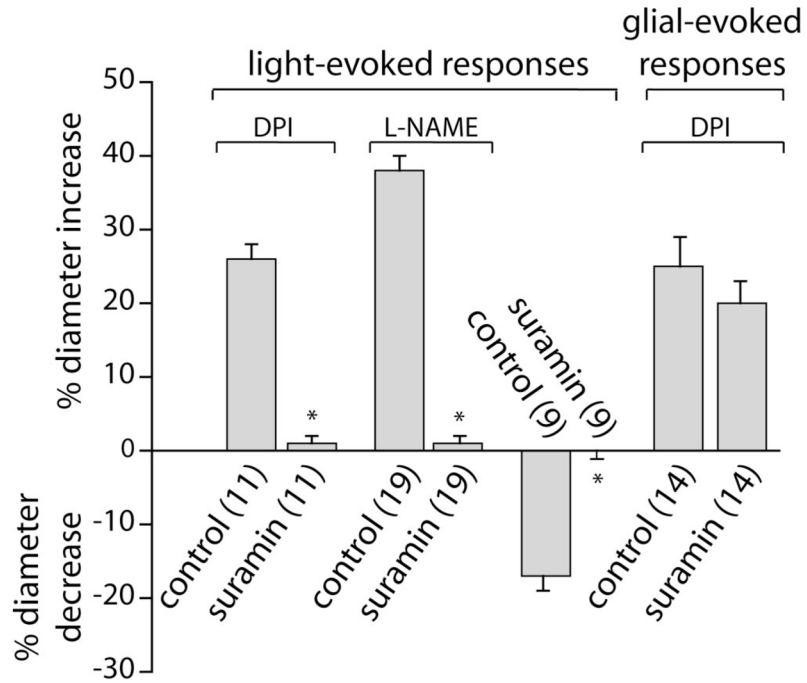 glial-evoked
light-evoked responses responses
DPI L-NAME DPI
% diameter increase
% diameter
decrease
50
40
30
20
10
0
-10
-20
-30
* * *
control (11)
suramin (11)
control (19)
suramin (19)
control (9)
suramin (9)
control (14)
suramin (14)